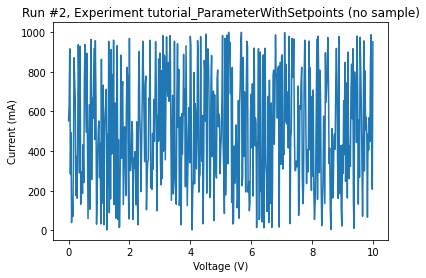 Run #2, Experiment tutorial_ParameterWithSetpoints (no sample)
1000
800
600
400
200
0
Current (mA)
0 2 4 6 8 10
Voltage (V)